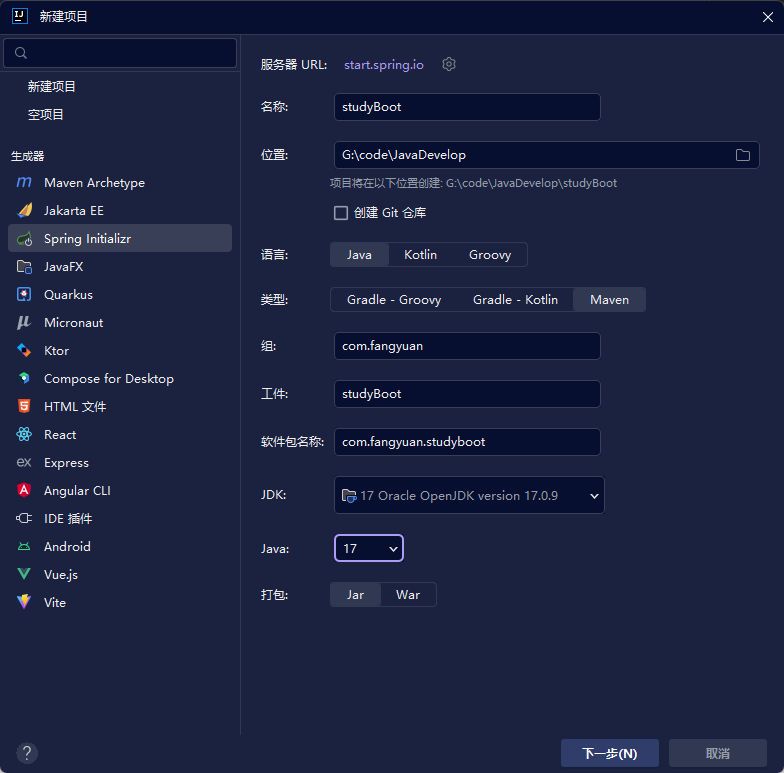 新建项目
新建项目
空项目
生成器
Maven Archetype
Jakarta EE
Spring Initializr
JavaFX
Quarkus
Micronaut
Ktor
Compose for Desktop
HTML 文件
React
Express
Angular CLI
IDE 插件
Android
Vue.js
Vite
服务器 URL: start.spring.io
名称: studyBoot
位置: G:\code\JavaDevelop
项目将在以下位置创建: G:\code\JavaDevelop\studyBoot
创建 Git 仓库
语言: Java Kotlin Groovy
类型: Gradle - Groovy Gradle - Kotlin Maven
组: com.fangyuan
工件: studyBoot
软件包名称: com.fangyuan.studyboot
JDK: 17 Oracle OpenJDK version 17.0.9
Java: 17
打包: Jar War
? 下一步(N) 取消